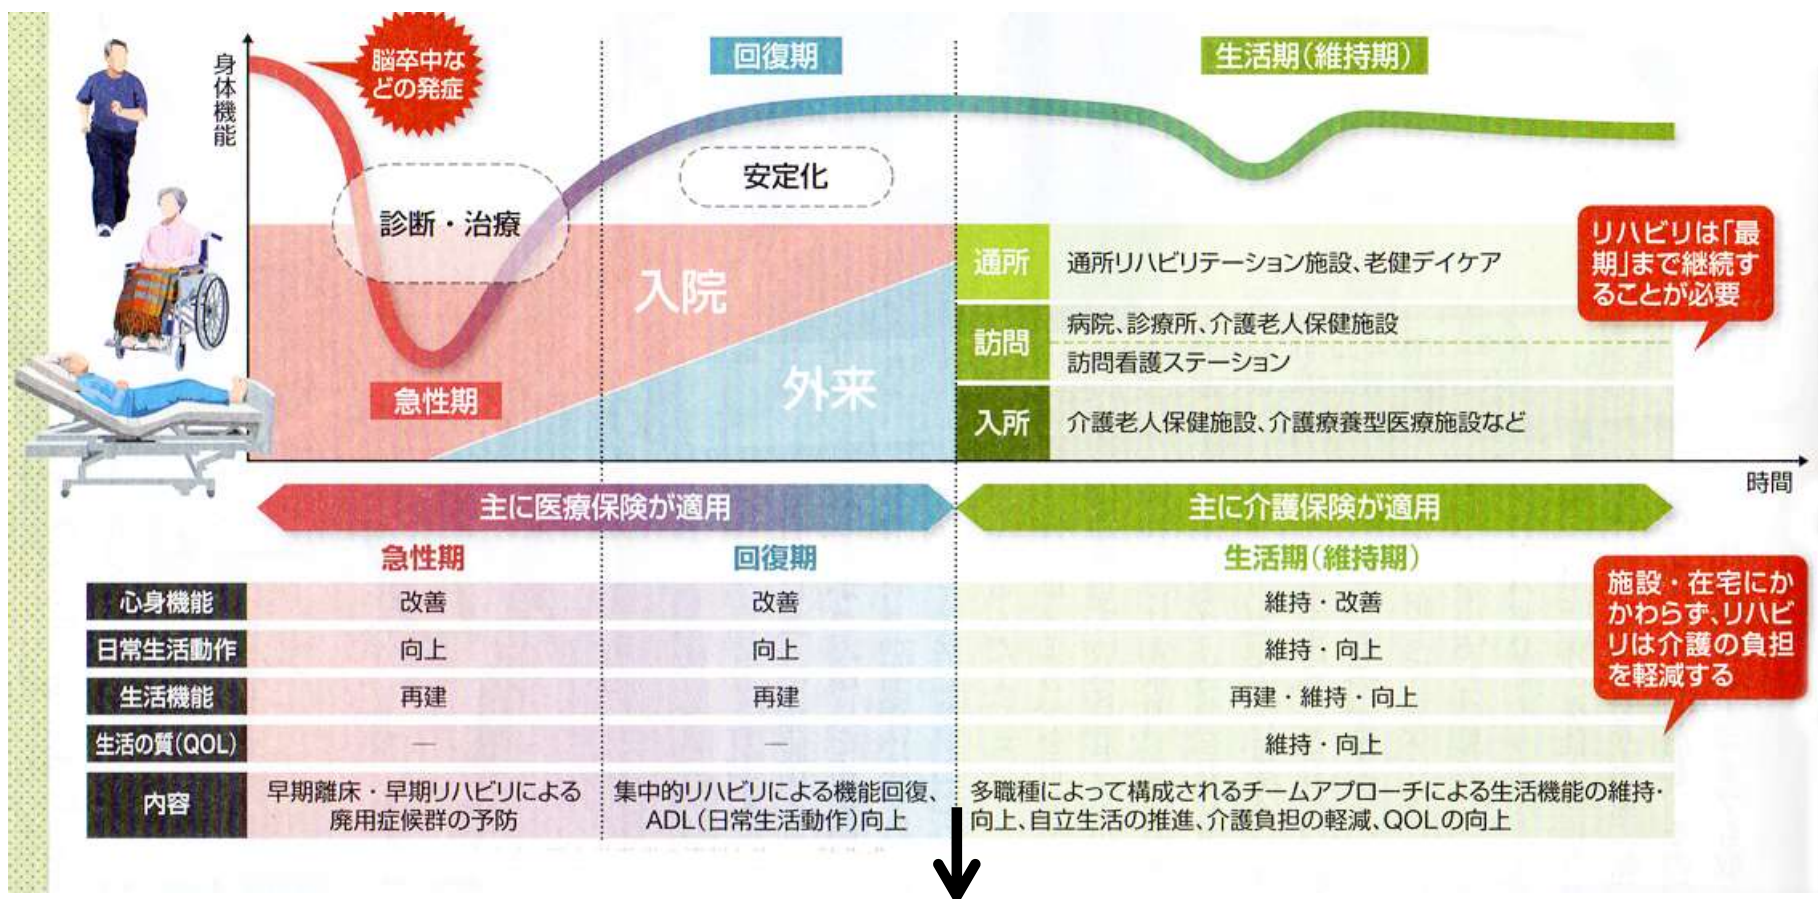 身体機能
脳卒中な
どの発症
回復期
生活期(維持期)
診断・治療
安定化
入院
外来
急性期
通所
通所リハビリテーション施設、老健デイケア
訪問
病院、診療所、介護老人保健施設
訪問看護ステーション
入所
介護老人保健施設、介護療養型医療施設など
リハビリは「最
期」まで継続す
ることが必要
時間
主に医療保険が適用
主に介護保険が適用
急性期
回復期
生活期(維持期)
心身機能
改善
改善
維持・改善
日常生活動作
向上
向上
維持・向上
生活機能
再建
再建
再建・維持・向上
生活の質(QOL)
—
—
維持・向上
内容
早期離床・早期リハビリによる
廃用症候群の予防
集中的リハビリによる機能回復、
ADL(日常生活動作)向上
多職種によって構成されるチームアプローチによる生活機能の維持・
向上、自立生活の推進、介護負担の軽減、QOLの向上
施設・在宅にか
かわらず、リハビ
リは介護の負担
を軽減する